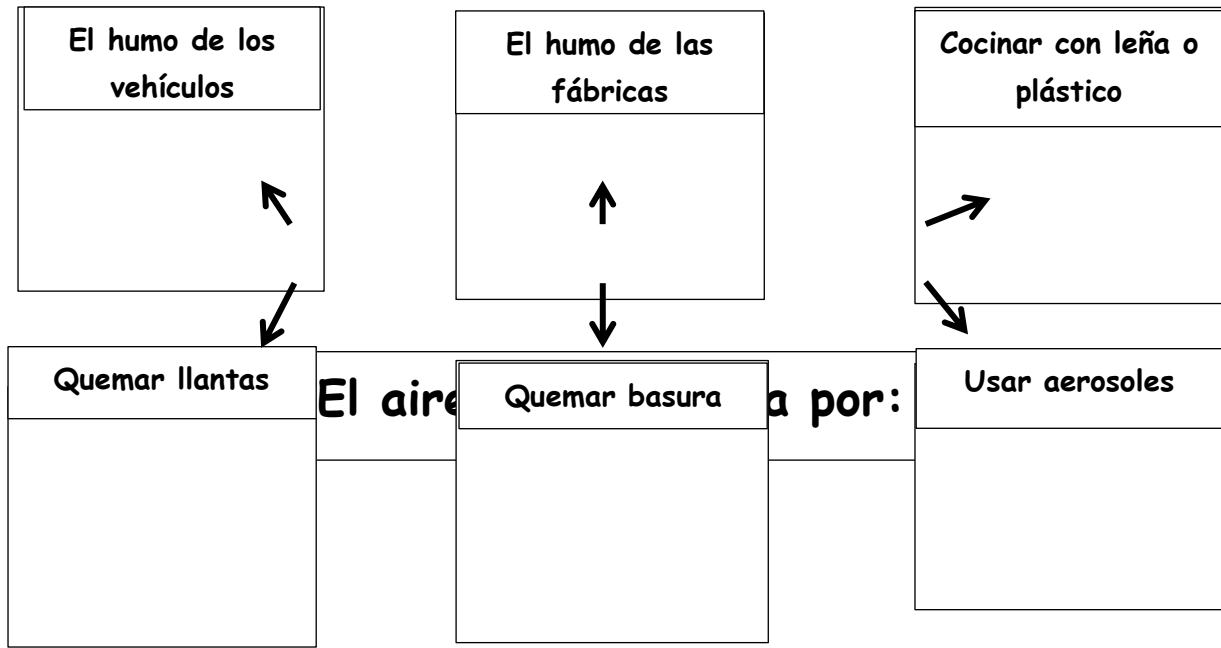 El humo de los
vehículos
El humo de las
fábricas
Cocinar con leña o
plástico
Quemar llantas
El aire a por:
Quemar basura
Usar aerosoles